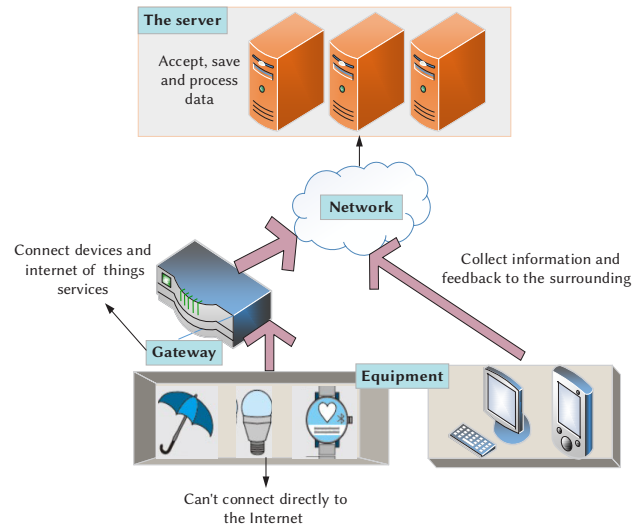 The server
Accept, save
and process
data
Network
Connect devices and
internet of things
services
Collect information and
feedback to the surrounding
Gateway
Equipment
Can't connect directly to
the Internet